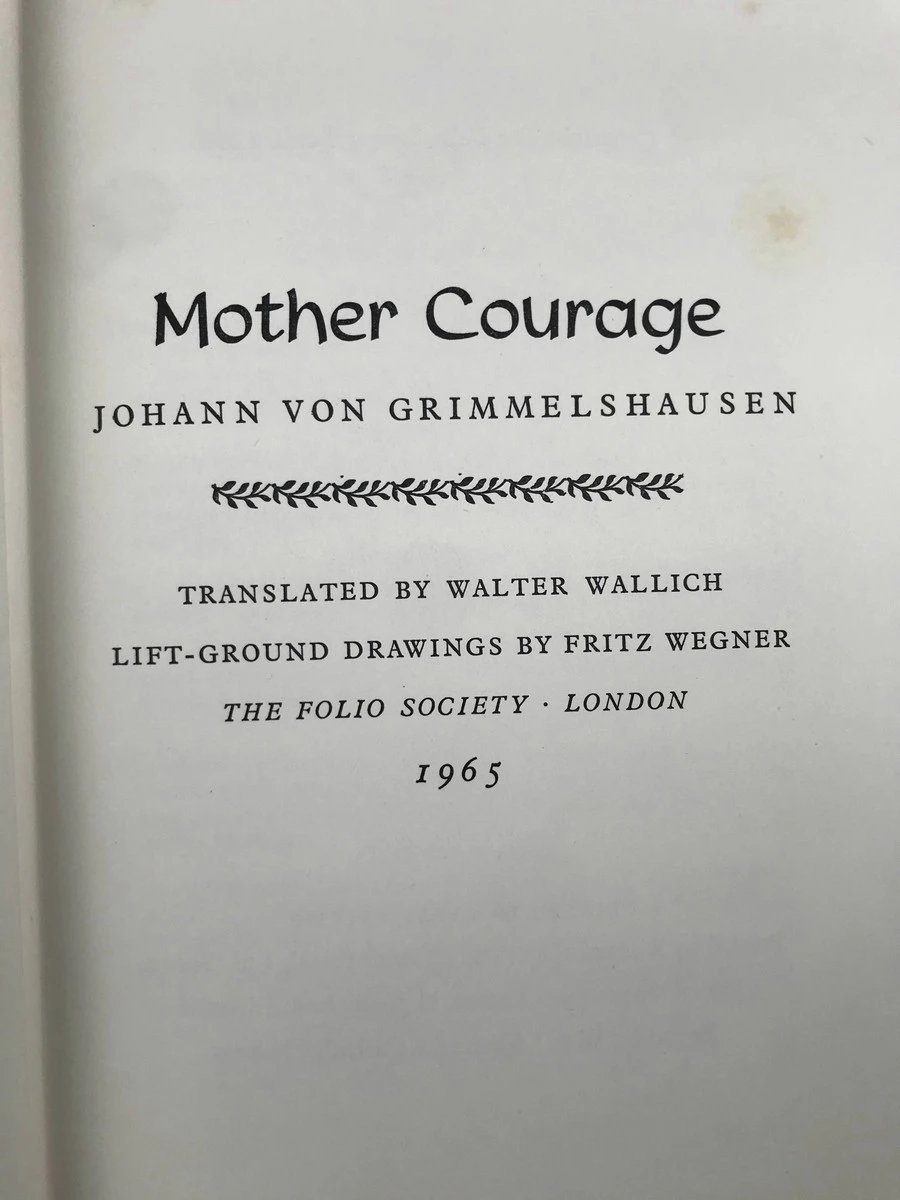 Mother Courage
JOHANN VON GRIMMELSHAUSEN
TRANSLATED BY WALTER WALLICH
LIFT-GROUND DRAWINGS BY FRITZ WEGNER
THE FOLIO SOCIETY · LONDON
1965